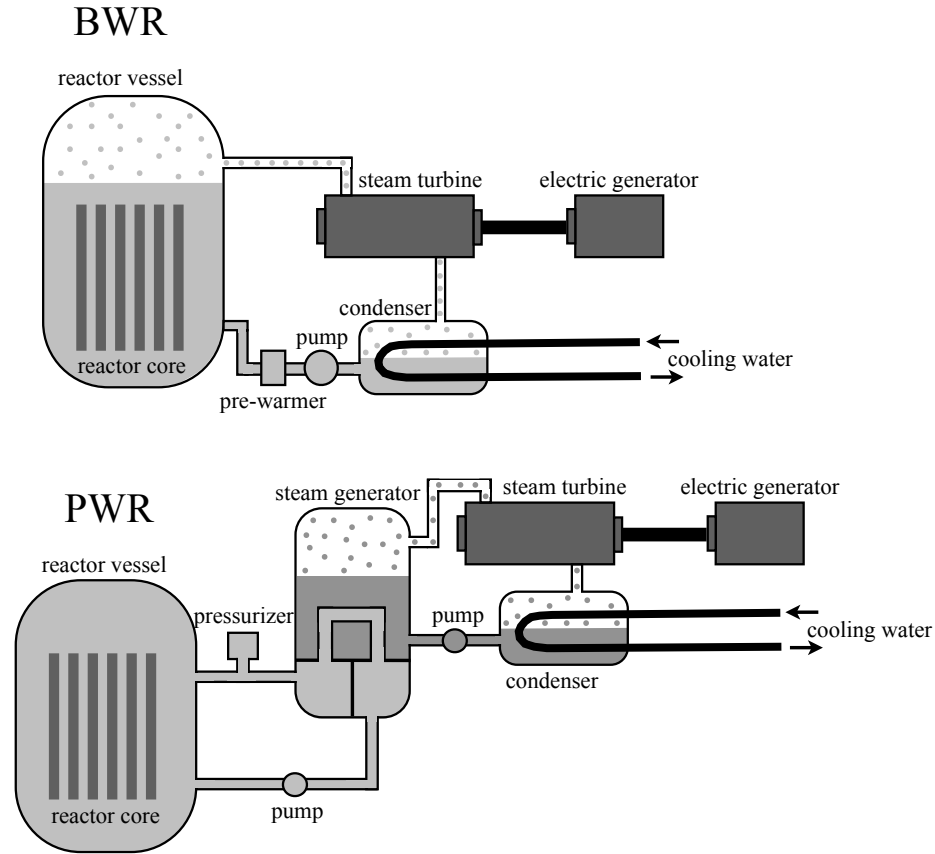 BWR
reactor vessel
steam turbine
electric generator
condenser
pump
cooling water
reactor core
pre-warmer
PWR
steam generator
steam turbine
electric generator
reactor vessel
pressurizer
pump
cooling water
condenser
reactor core
pump